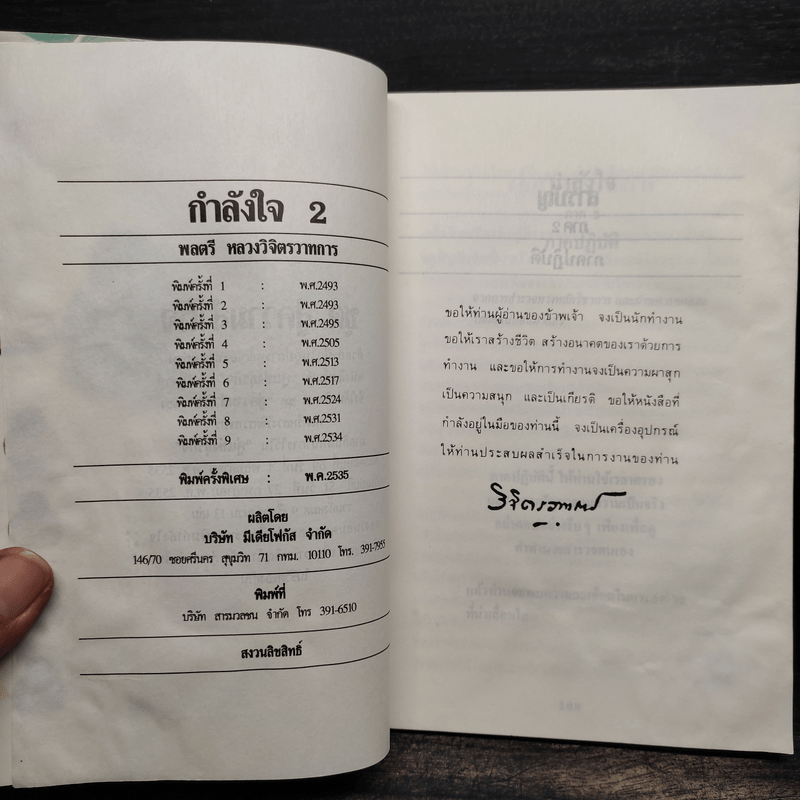 กำลังใจ 2
พลตรี หลวงวิจิตรวาทการ
พิมพ์ครั้งที่ 1 : พ.ศ.2493
พิมพ์ครั้งที่ 2 : พ.ศ.2493
พิมพ์ครั้งที่ 3 : พ.ศ.2495
พิมพ์ครั้งที่ 4 : พ.ศ.2505
พิมพ์ครั้งที่ 5 : พ.ศ.2513
พิมพ์ครั้งที่ 6 : พ.ศ.2517
พิมพ์ครั้งที่ 7 : พ.ศ.2524
พิมพ์ครั้งที่ 8 : พ.ศ.2531
พิมพ์ครั้งที่ 9 : พ.ศ.2534
พิมพ์ครั้งพิเศษ : พ.ค.2535
ผลิตโดย
บริษัท มีเดียโฟกัส จำกัด
146/70 ซอยศรีนคร สุขุมวิท 71 กทม. 10110 โทร. 391-7955
พิมพ์ที่
บริษัท สารมวลชน จำกัด โทร 391-6510
สงวนลิขสิทธิ์
ขอให้ท่านผู้อ่านของข้าพเจ้า จงเป็นนักทำงาน
ขอให้เราสร้างชีวิต สร้างอนาคตของเราด้วยการ
ทำงาน และขอให้การทำงานจงเป็นความผาสุก
เป็นความสนุก และเป็นเกียรติ ขอให้หนังสือที่
กำลังอยู่ในมือของท่านนี้ จงเป็นเครื่องอุปกรณ์
ให้ท่านประสบผลสำเร็จในการงานของท่าน
วิจิตรวาทการ